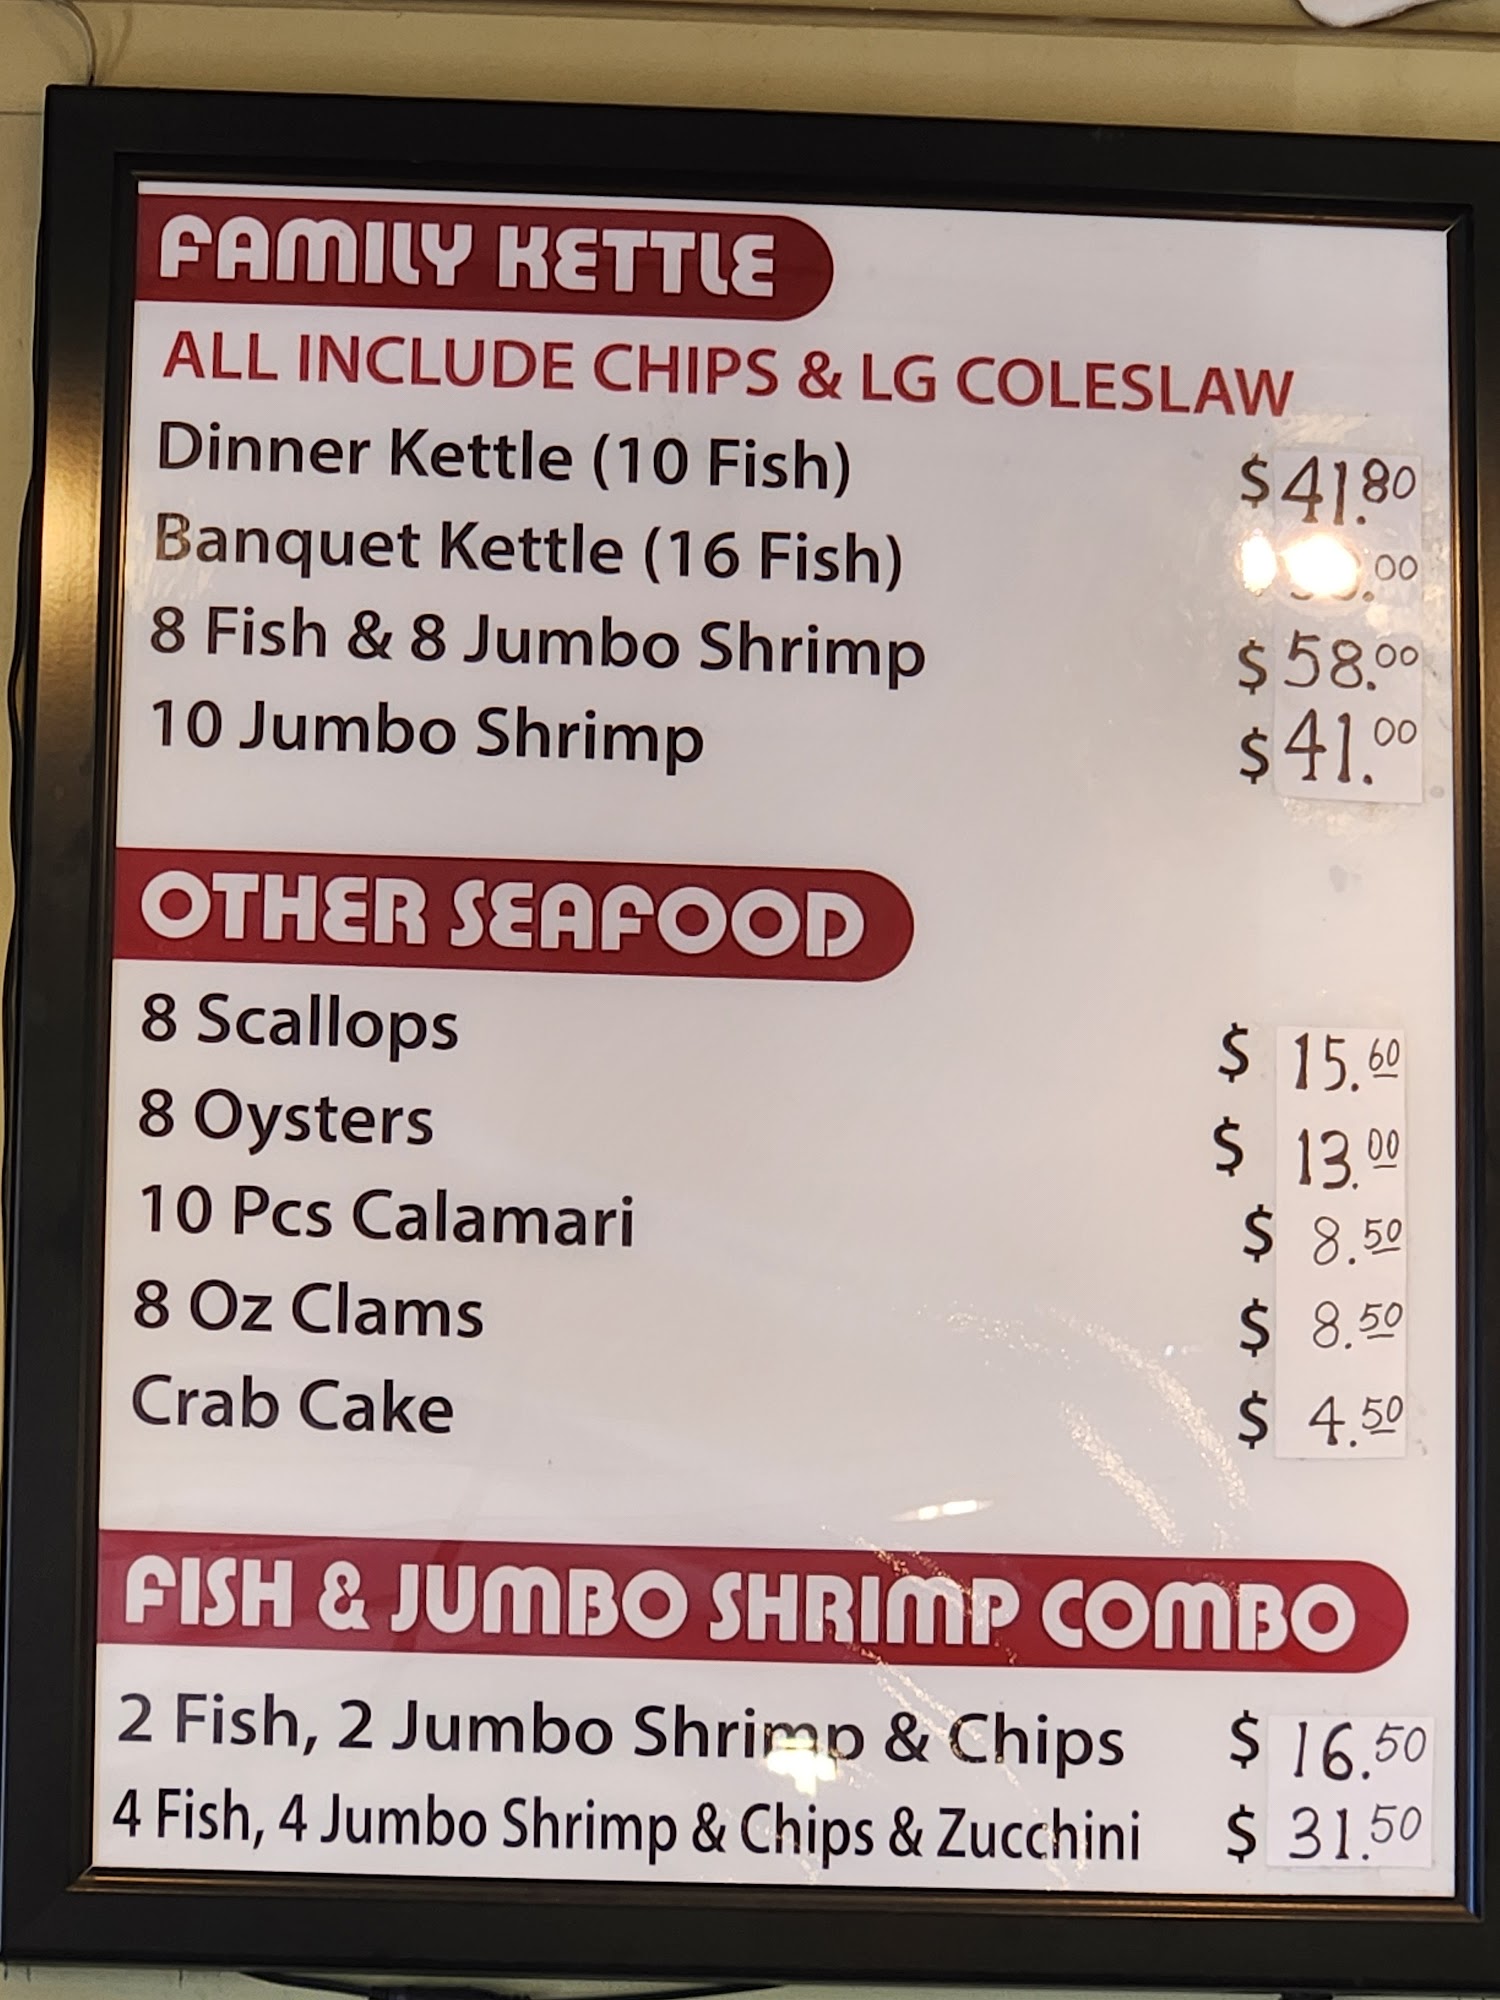 FAMILY KETTLE
ALL INCLUDE CHIPS & LG COLESLAW
Dinner Kettle (10 Fish) $41.80
Banquet Kettle (16 Fish) .00
8 Fish & 8 Jumbo Shrimp $58.00
10 Jumbo Shrimp $41.00
OTHER SEAFOOD
8 Scallops $ 15.60
8 Oysters $ 13.00
10 Pcs Calamari $ 8.50
8 Oz Clams $ 8.50
Crab Cake $ 4.50
FISH & JUMBO SHRIMP COMBO
2 Fish, 2 Jumbo Shrimp & Chips $ 16.50
4 Fish, 4 Jumbo Shrimp & Chips & Zucchini $ 31.50